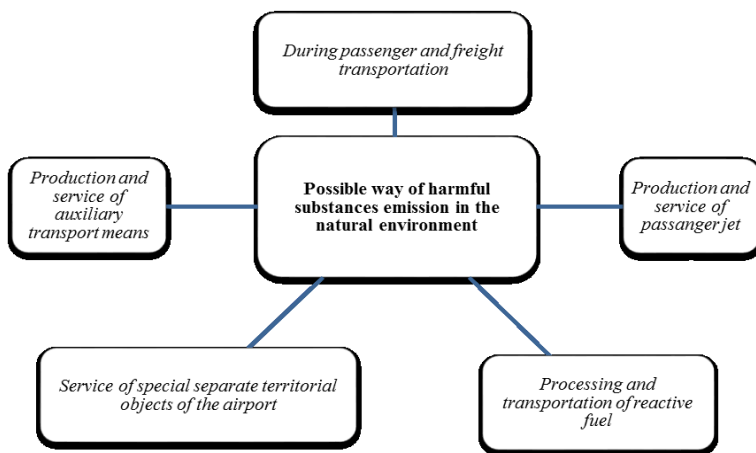 During passenger and freight
transportation
Production and
service of
auxiliary
transport means
Possible way of harmful
substances emission in the
natural environment
Production and
service of
passanger jet
Service of special separate territorial
objects of the airport
Processing and
transportation of reactive
fuel